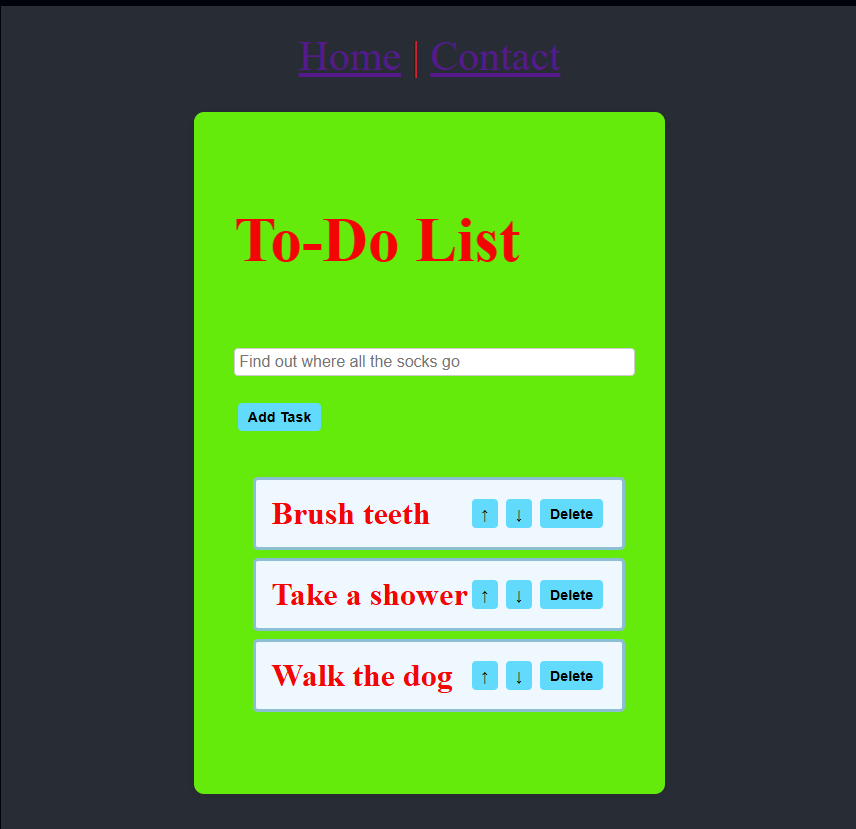 Home | Contact
To-Do List
Find out where all the socks go
Add Task
Brush teeth ↑ ↓ Delete
Take a shower ↑ ↓ Delete
Walk the dog ↑ ↓ Delete